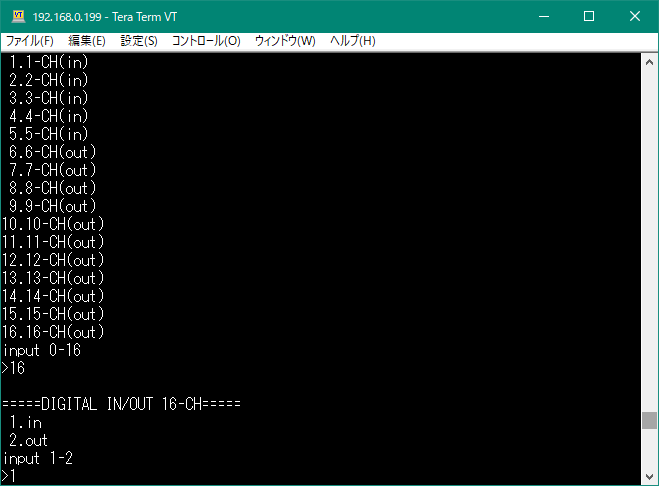 192.168.0.199 - Tera Term VT
ファイル(F) 編集(E) 設定(S) コントロール(O) ウィンドウ(W) ヘルプ(H)
1.1-CH(in)
2.2-CH(in)
3.3-CH(in)
4.4-CH(in)
5.5-CH(in)
6.6-CH(out)
7.7-CH(out)
8.8-CH(out)
9.9-CH(out)
10.10-CH(out)
11.11-CH(out)
12.12-CH(out)
13.13-CH(out)
14.14-CH(out)
15.15-CH(out)
16.16-CH(out)
input 0-16
>16
=====DIGITAL IN/OUT 16-CH=====
1.in
2.out
input 1-2
>1